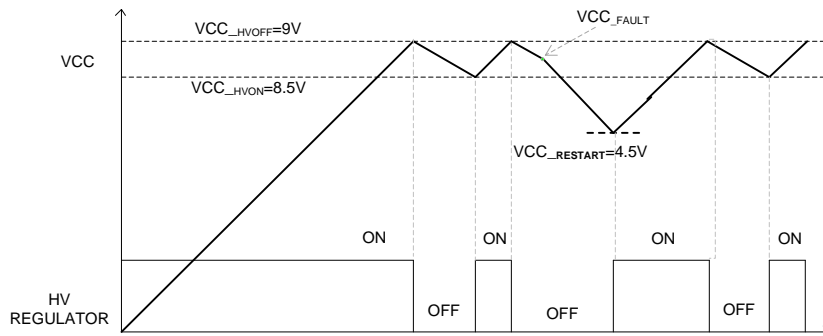 VCC_HVOFF=9V
VCC_FAULT
VCC
VCC_HVON=8.5V
VCC_RESTART=4.5V
ON
ON
ON
ON
HV
REGULATOR
OFF
OFF
OFF